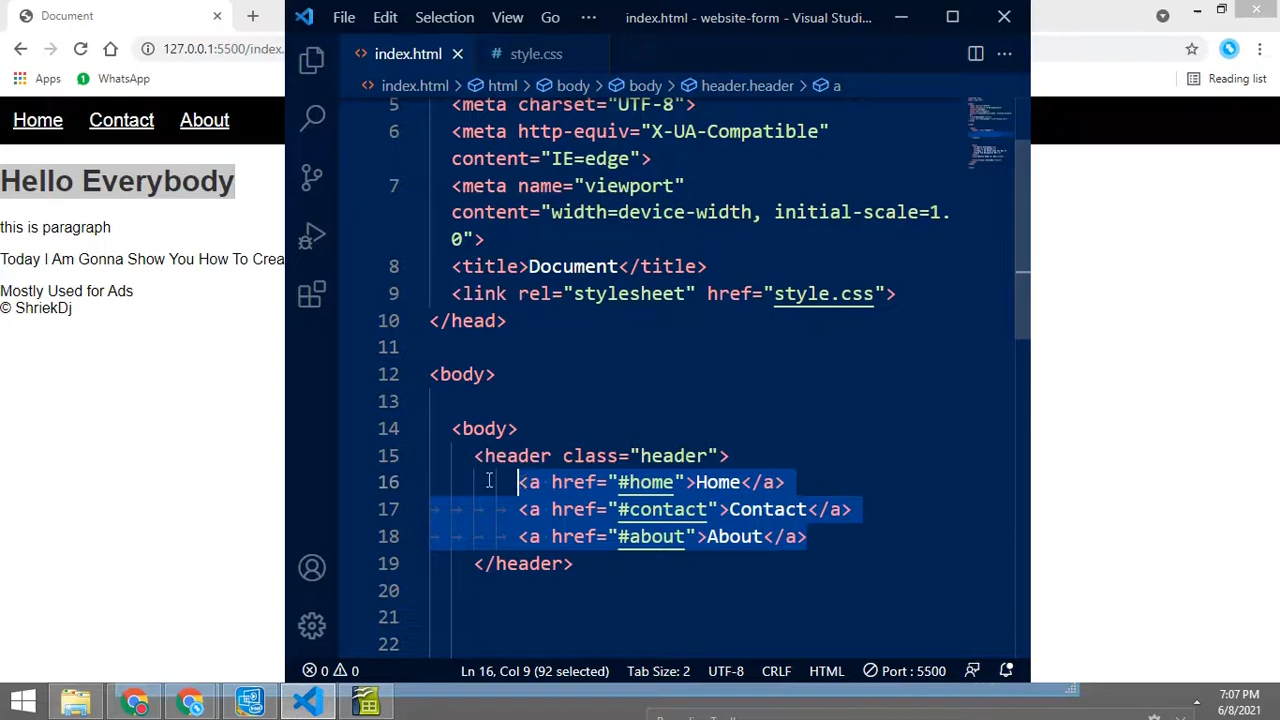 Document
127.0.0.1:5500/index.
Apps
WhatsApp
Reading list
Home
Contact
About
Hello Everybody
this is paragraph
Today I Am Gonna Show You How To Crea
Mostly Used for Ads
© ShriekDj
File
Edit
Selection
View
Go
···
index.html - website-form - Visual Studi...
index.html
# style.css
index.html > html > body > body > header.header > a
5 <meta charset="UTF-8">
6 <meta http-equiv="X-UA-Compatible"
content="IE=edge">
7 <meta name="viewport"
content="width=device-width, initial-scale=1.
0">
8 <title>Document</title>
9 <link rel="stylesheet" href="style.css">
10 </head>
11
12 <body>
13
14 <body>
15 <header class="header">
16 <a href="#home">Home</a>
17 <a href="#contact">Contact</a>
18 <a href="#about">About</a>
19 </header>
20
21
22
0
0
Ln 16, Col 9 (92 selected)
Tab Size: 2
UTF-8
CRLF
HTML
Port : 5500
7:07 PM
6/8/2021